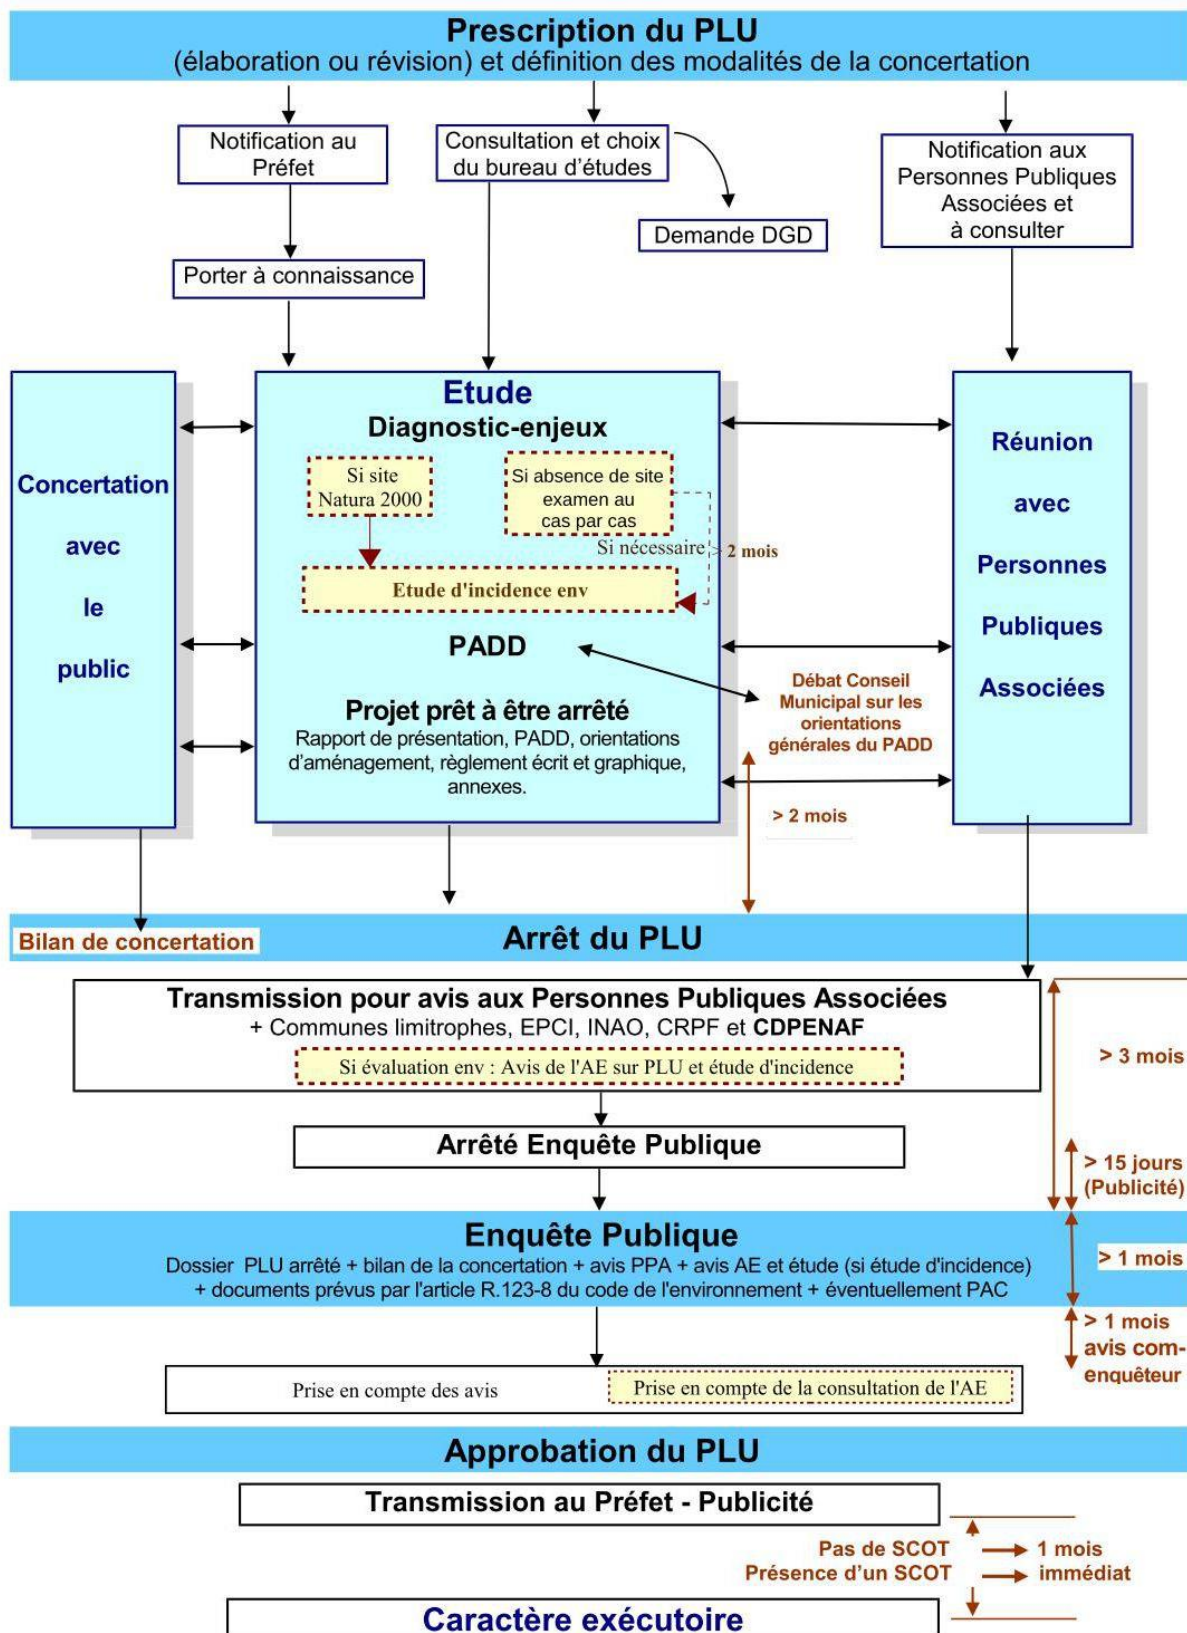 Prescription du PLU
(élaboration ou révision) et définition des modalités de la concertation
Notification au
Préfet
Consultation et choix
du bureau d'études
Notification aux
Personnes Publiques
Associées et
à consulter
Demande DGD
Porter à connaissance
Concertation
avec
le
public
Etude
Diagnostic-enjeux
Si site
Natura 2000
Si absence de site
examen au
cas par cas
Si nécessaire
> 2 mois
Etude d'incidence env
PADD
Projet prêt à être arrêté
Rapport de présentation, PADD, orientations
d'aménagement, règlement écrit et graphique,
annexes.
Débat Conseil
Municipal sur les
orientations
générales du PADD
> 2 mois
Réunion
avec
Personnes
Publiques
Associées
Bilan de concertation
Arrêt du PLU
Transmission pour avis aux Personnes Publiques Associées
+ Communes limitrophes, EPCI, INAO, CRPF et CDPENAF
Si évaluation env : Avis de l'AE sur PLU et étude d'incidence
> 3 mois
Arrêté Enquête Publique
> 15 jours
(Publicité)
Enquête Publique
Dossier PLU arrêté + bilan de la concertation + avis PPA + avis AE et étude (si étude d'incidence)
+ documents prévus par l'article R.123-8 du code de l'environnement + éventuellement PAC
> 1 mois
> 1 mois
avis com-
enquêteur
Prise en compte des avis
Prise en compte de la consultation de l'AE
Approbation du PLU
Transmission au Préfet - Publicité
Pas de SCOT 1 mois
Présence d'un SCOT immédiat
Caractère exécutoire